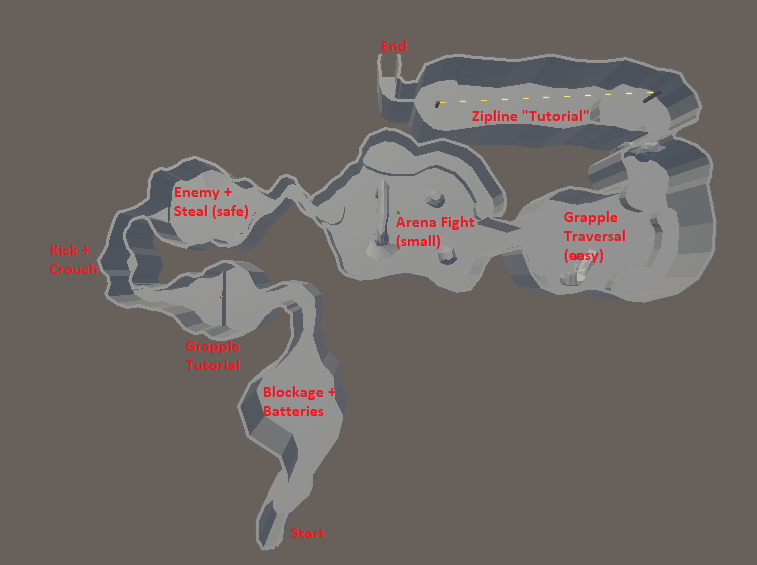 End
Zipline "Tutorial"
Enemy +
Steal (safe)
Arena Fight
(small)
Grapple
Traversal
(easy)
Kick +
Crouch
Grapple
Tutorial
Blockage +
Batteries
Start